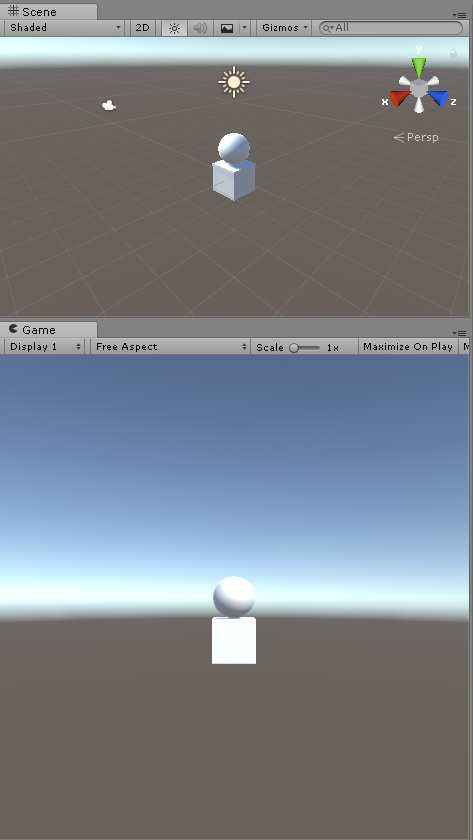 Scene
Shaded 2D Gizmos All
y
x z
Persp
Game
Display 1 Free Aspect Scale 1x Maximize On Play M